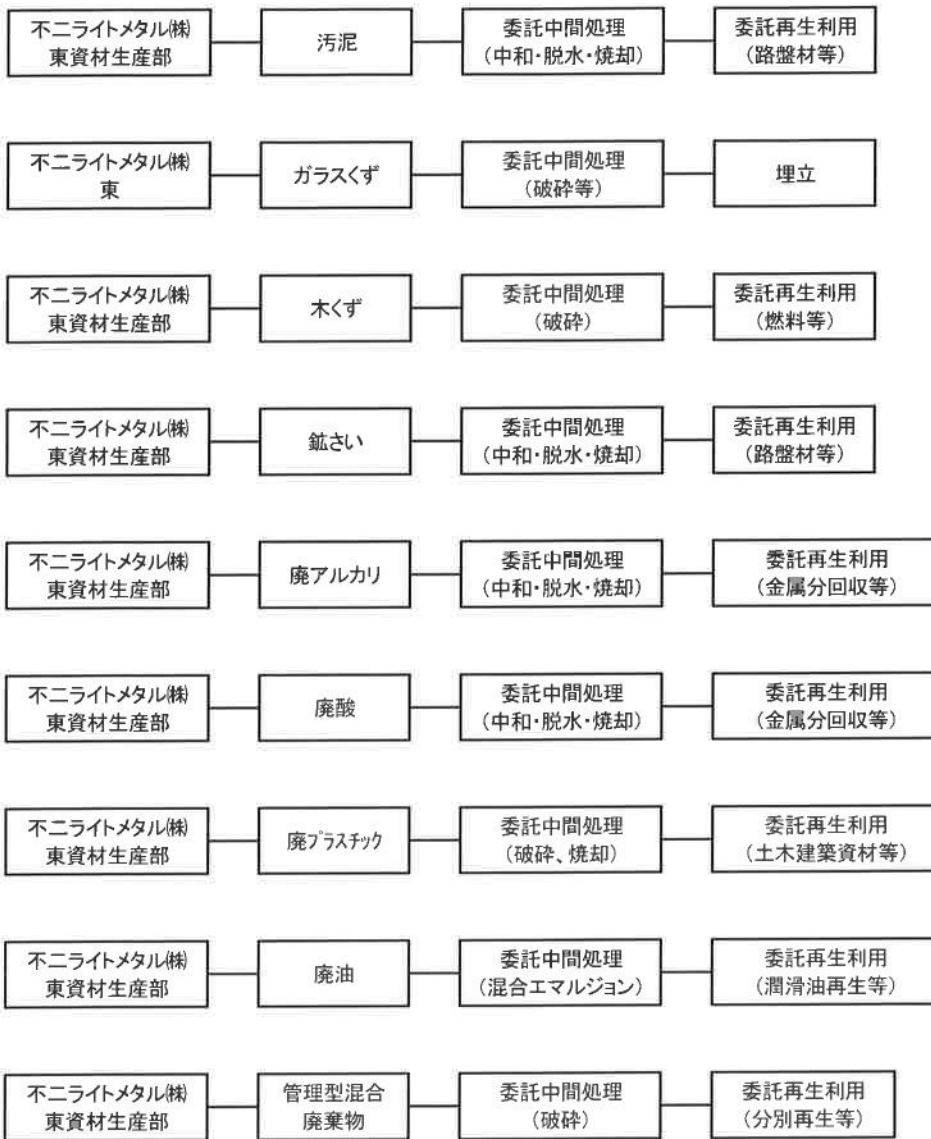 不二ライトメタル㈱
東資材生産部
汚泥
委託中間処理
(中和・脱水・焼却)
委託再生利用
(路盤材等)
不二ライトメタル㈱
東
ガラスくず
委託中間処理
(破砕等)
埋立
不二ライトメタル㈱
東資材生産部
木くず
委託中間処理
(破砕)
委託再生利用
(燃料等)
不二ライトメタル㈱
東資材生産部
鉱さい
委託中間処理
(中和・脱水・焼却)
委託再生利用
(路盤材等)
不二ライトメタル㈱
東資材生産部
廃アルカリ
委託中間処理
(中和・脱水・焼却)
委託再生利用
(金属分回収等)
不二ライトメタル㈱
東資材生産部
廃酸
委託中間処理
(中和・脱水・焼却)
委託再生利用
(金属分回収等)
不二ライトメタル㈱
東資材生産部
廃プラスチック
委託中間処理
(破砕、焼却)
委託再生利用
(土木建築資材等)
不二ライトメタル㈱
東資材生産部
廃油
委託中間処理
(混合エマルジョン)
委託再生利用
(潤滑油再生等)
不二ライトメタル㈱
東資材生産部
管理型混合
廃棄物
委託中間処理
(破砕)
委託再生利用
(分別再生等)